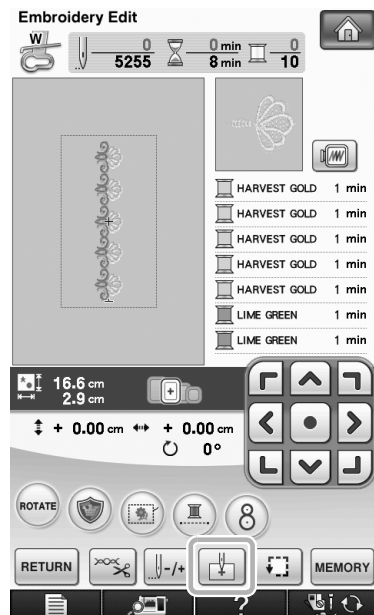 Embroidery Edit
W
0 0 min 0
5255 8 min 10
HARVEST GOLD 1 min
HARVEST GOLD 1 min
HARVEST GOLD 1 min
HARVEST GOLD 1 min
HARVEST GOLD 1 min
LIME GREEN 1 min
LIME GREEN 1 min
16.6 cm
2.9 cm
+ 0.00 cm + 0.00 cm
0°
ROTATE
8
RETURN -/+ MEMORY
?